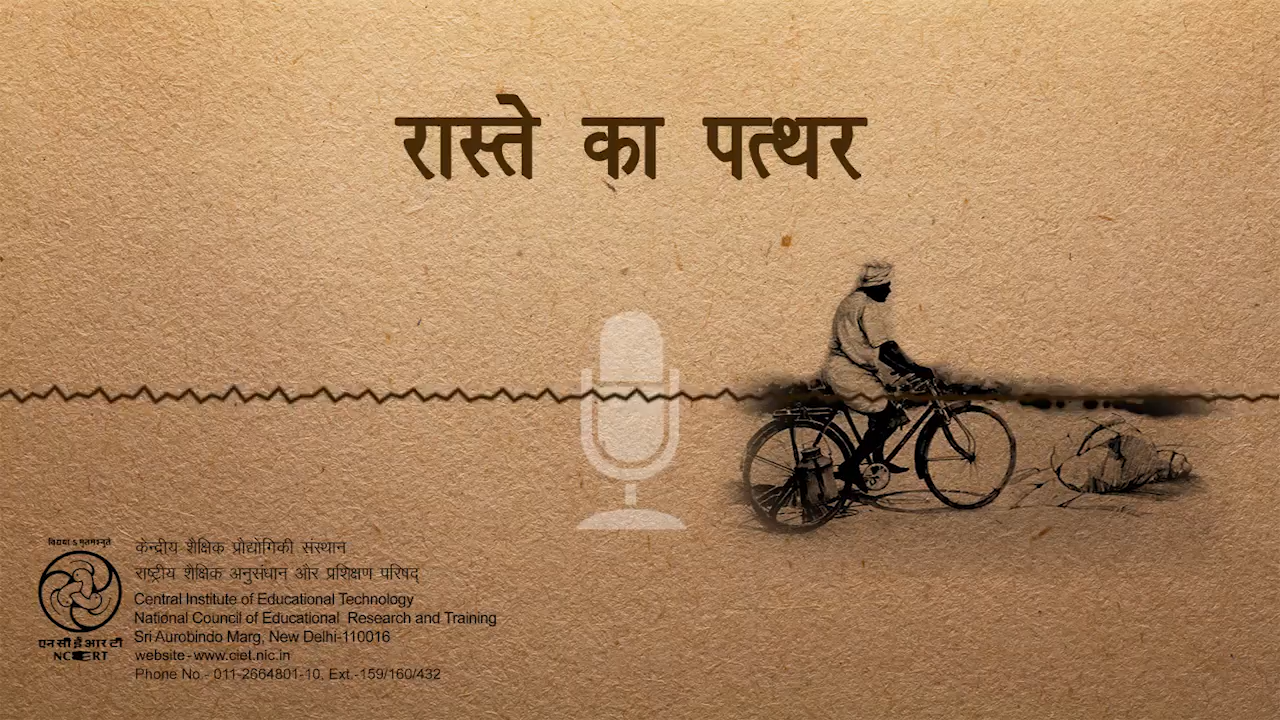 रास्ते का पत्थर
विद्यया ऽ मृतमश्नुते
एन सी ई आर टी
NCERT
केन्द्रीय शैक्षिक प्रौद्योगिकी संस्थान
राष्ट्रीय शैक्षिक अनुसंधान और प्रशिक्षण परिषद्
Central Institute of Educational Technology
National Council of Educational Research and Training
Sri Aurobindo Marg, New Delhi-110016
website-www.ciet.nic.in
Phone No.- 011-2664801-10, Ext.-159/160/432